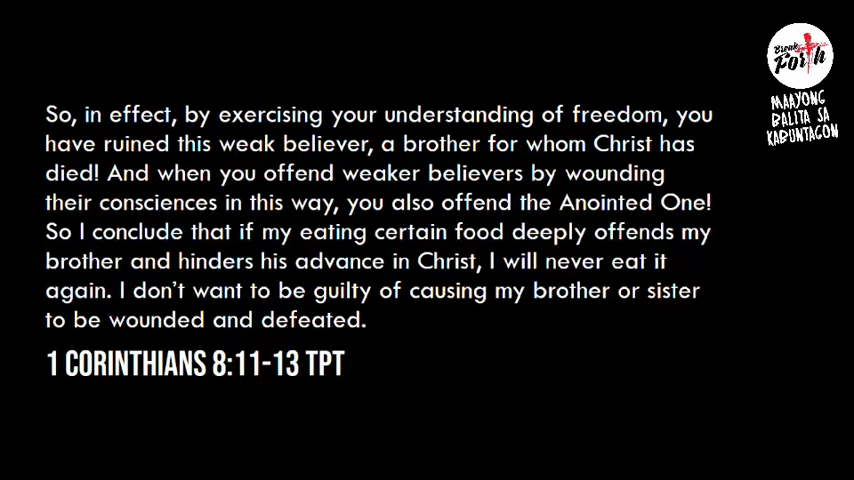 So, in effect, by exercising your understanding of freedom, you
have ruined this weak believer, a brother for whom Christ has
died! And when you offend weaker believers by wounding
their consciences in this way, you also offend the Anointed One!
So I conclude that if my eating certain food deeply offends my
brother and hinders his advance in Christ, I will never eat it
again. I don’t want to be guilty of causing my brother or sister
to be wounded and defeated.
1 CORINTHIANS 8:11-13 TPT
Break
Forth
MAAYONG
BALITA SA
KABUNTAGON